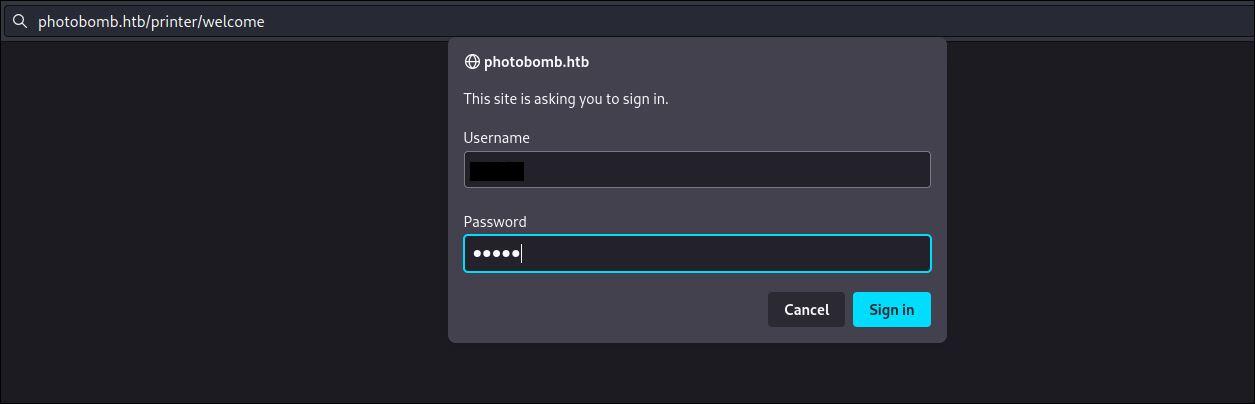 photobomb.htb/printer/welcome
photobomb.htb
This site is asking you to sign in.
Username
Password
•••••
Cancel Sign in